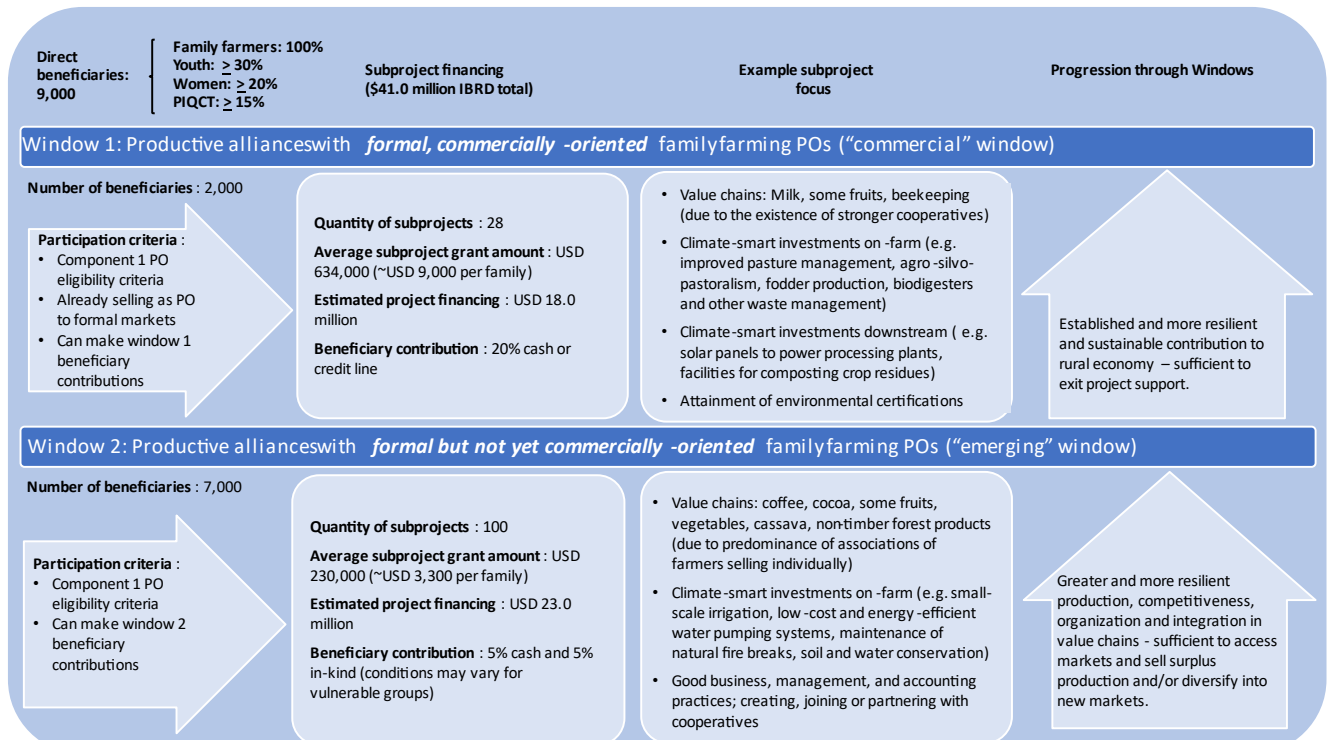 Direct
beneficiaries:
9,000
Family farmers: 100%
Youth: > 30%
Women: > 20%
PIQCT: > 15%
Subproject financing
($41.0 million IBRD total)
Example subproject
focus
Progression through Windows
Window 1: Productive allianceswith formal, commercially -oriented familyfarming POs (“commercial” window)
Number of beneficiaries : 2,000
Participation criteria :
• Component 1 PO
eligibility criteria
• Already selling as PO
to formal markets
• Can make window 1
beneficiary
contributions
Quantity of subprojects : 28
Average subproject grant amount : USD
634,000 (~USD 9,000 per family)
Estimated project financing : USD 18.0
million
Beneficiary contribution : 20% cash or
credit line
• Value chains: Milk, some fruits, beekeeping
(due to the existence of stronger cooperatives)
• Climate-smart investments on -farm (e.g.
improved pasture management, agro -silvo-
pastoralism, fodder production, biodigesters
and other waste management)
• Climate-smart investments downstream ( e.g.
solar panels to power processing plants,
facilities for composting crop residues)
• Attainment of environmental certifications
Established and more resilient
and sustainable contribution to
rural economy – sufficient to
exit project support.
Window 2: Productive allianceswith formal but not yet commercially -oriented familyfarming POs (“emerging” window)
Number of beneficiaries : 7,000
Participation criteria :
• Component 1 PO
eligibility criteria
• Can make window 2
beneficiary
contributions
Quantity of subprojects : 100
Average subproject grant amount : USD
230,000 (~USD 3,300 per family)
Estimated project financing : USD 23.0
million
Beneficiary contribution : 5% cash and 5%
in-kind (conditions may vary for
vulnerable groups)
• Value chains: coffee, cocoa, some fruits,
vegetables, cassava, non-timber forest products
(due to predominance of associations of
farmers selling individually)
• Climate-smart investments on -farm (e.g. small-
scale irrigation, low -cost and energy -efficient
water pumping systems, maintenance of
natural fire breaks, soil and water conservation)
• Good business, management, and accounting
practices; creating, joining or partnering with
cooperatives
Greater and more resilient
production, competitiveness,
organization and integration in
value chains - sufficient to access
markets and sell surplus
production and/or diversify into
new markets.